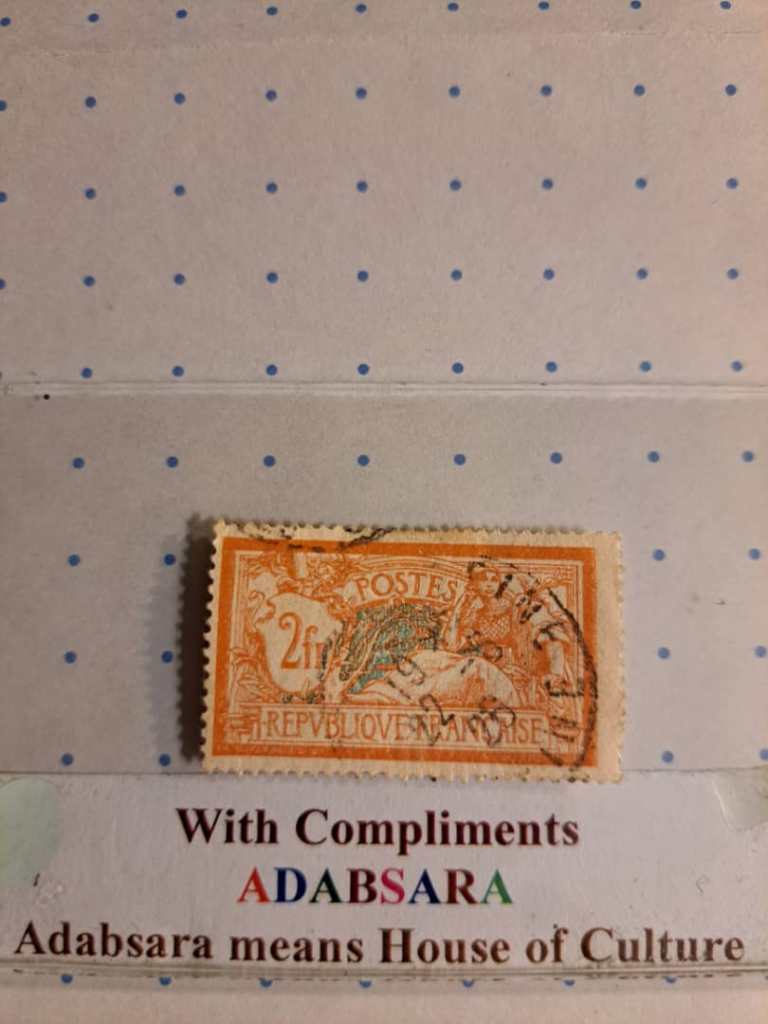 POSTES
2fr
REPVBLIQVE FRANÇAISE
With Compliments
ADABSARA
Adabsara means House of Culture